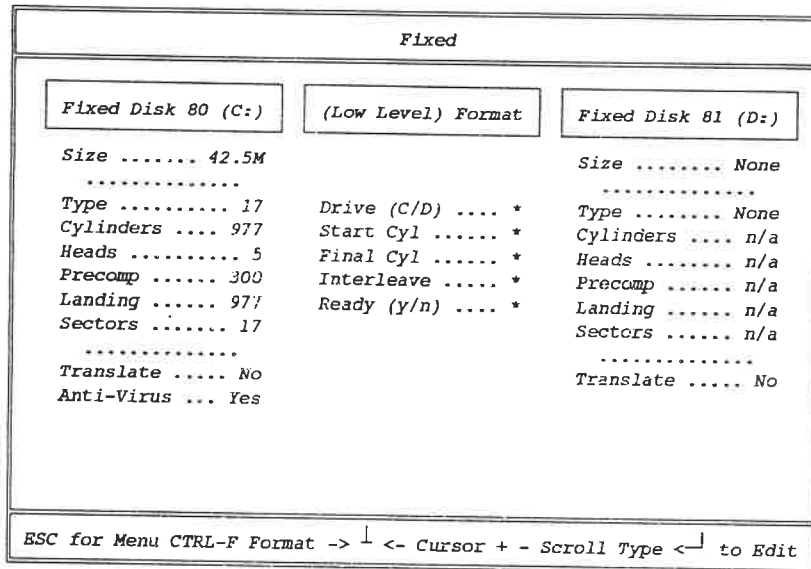 Fixed
Fixed Disk 80 (C:)
Size ....... 42.5M
..............
Type .......... 17
Cylinders .... 977
Heads .......... 5
Precomp ...... 300
Landing ...... 977
Sectors ....... 17
..............
Translate ..... No
Anti-Virus ... Yes
(Low Level) Format
Drive (C/D) .... *
Start Cyl ...... *
Final Cyl ...... *
Interleave ..... *
Ready (y/n) .... *
Fixed Disk 81 (D:)
Size ........ None
..............
Type ........ None
Cylinders .... n/a
Heads ........ n/a
Precomp ...... n/a
Landing ...... n/a
Sectors ...... n/a
..............
Translate ..... No
ESC for Menu CTRL-F Format -> ┴ <- Cursor + - Scroll Type <─┘ to Edit